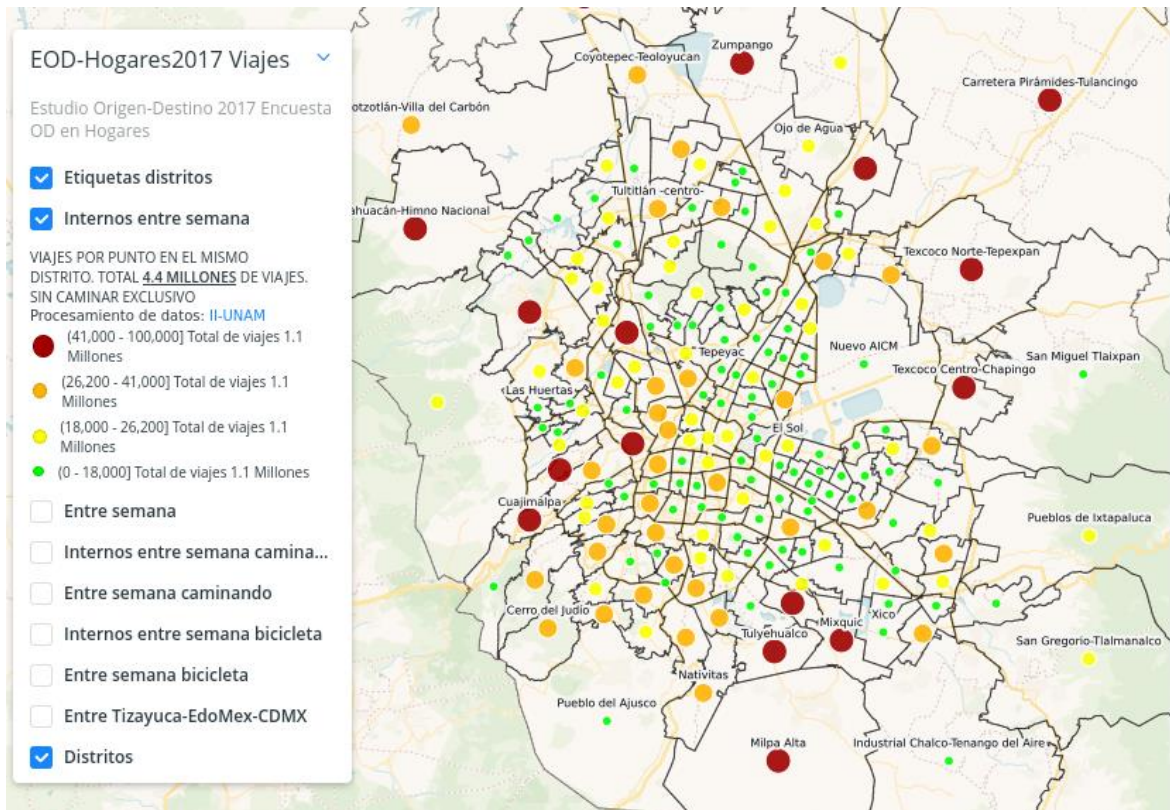 EOD-Hogares2017 Viajes
Estudio Origen-Destino 2017 Encuesta
OD en Hogares
Etiquetas distritos
Internos entre semana
VIAJES POR PUNTO EN EL MISMO
DISTRITO. TOTAL 4.4 MILLONES DE VIAJES.
SIN CAMINAR EXCLUSIVO
Procesamiento de datos: II-UNAM
(41,000 - 100,000] Total de viajes 1.1
Millones
(26,200 - 41,000] Total de viajes 1.1
Millones
(18,000 - 26,200] Total de viajes 1.1
Millones
(0 - 18,000] Total de viajes 1.1 Millones
Entre semana
Internos entre semana camina...
Entre semana caminando
Internos entre semana bicicleta
Entre semana bicicleta
Entre Tizayuca-EdoMex-CDMX
Distritos
Zumpango
Coyotepec-Teoloyucan
Carretera Pirámides-Tulancingo
otzotlán-Villa del Carbón
Ojo de Agua
Tultitlán -centro-
ahuacán-Himno Nacional
Texcoco Norte-Tepexpan
Nuevo AICM
Tepeyac
San Miguel Tlaixpan
Texcoco Centro-Chapingo
Las Huertas
El Sol
Cuajimalpa
Pueblos de Ixtapaluca
Cerro del Judío
Xico
Mixquic
Tulyehualco
San Gregorio-Tlalmanalco
Nativitas
Pueblo del Ajusco
Milpa Alta
Industrial Chalco-Tenango del Aire